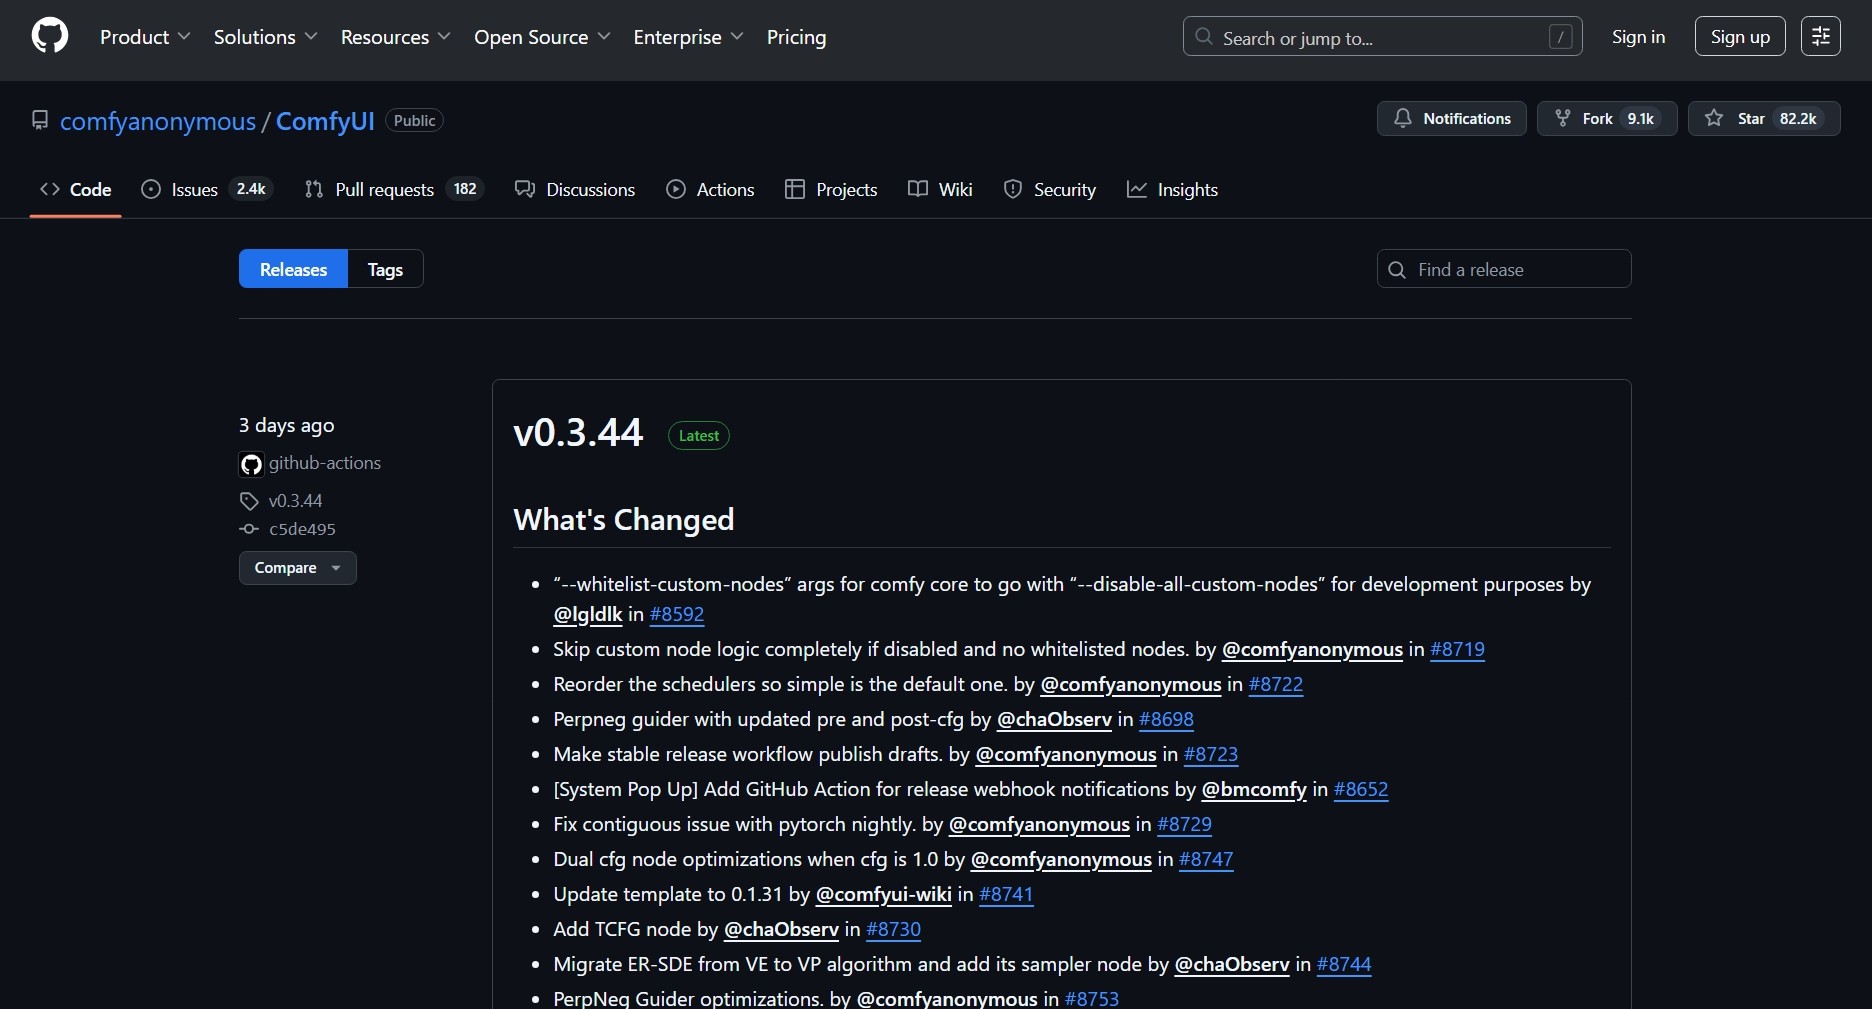 Product Solutions Resources Open Source Enterprise Pricing Search or jump to... / Sign in Sign up
comfyanonymous / ComfyUI Public Notifications Fork 9.1k Star 82.2k
Code Issues 2.4k Pull requests 182 Discussions Actions Projects Wiki Security Insights
Releases Tags Find a release
3 days ago
github-actions
v0.3.44
c5de495
Compare
v0.3.44 Latest
What's Changed
• “--whitelist-custom-nodes“ args for comfy core to go with “--disable-all-custom-nodes“ for development purposes by
@lgldlk in #8592
• Skip custom node logic completely if disabled and no whitelisted nodes. by @comfyanonymous in #8719
• Reorder the schedulers so simple is the default one. by @comfyanonymous in #8722
• Perpneg guider with updated pre and post-cfg by @chaObserv in #8698
• Make stable release workflow publish drafts. by @comfyanonymous in #8723
• [System Pop Up] Add GitHub Action for release webhook notifications by @bmcomfy in #8652
• Fix contiguous issue with pytorch nightly. by @comfyanonymous in #8729
• Dual cfg node optimizations when cfg is 1.0 by @comfyanonymous in #8747
• Update template to 0.1.31 by @comfyui-wiki in #8741
• Add TCFG node by @chaObserv in #8730
• Migrate ER-SDE from VE to VP algorithm and add its sampler node by @chaObserv in #8744
• PerpNeg Guider optimizations. by @comfyanonymous in #8753